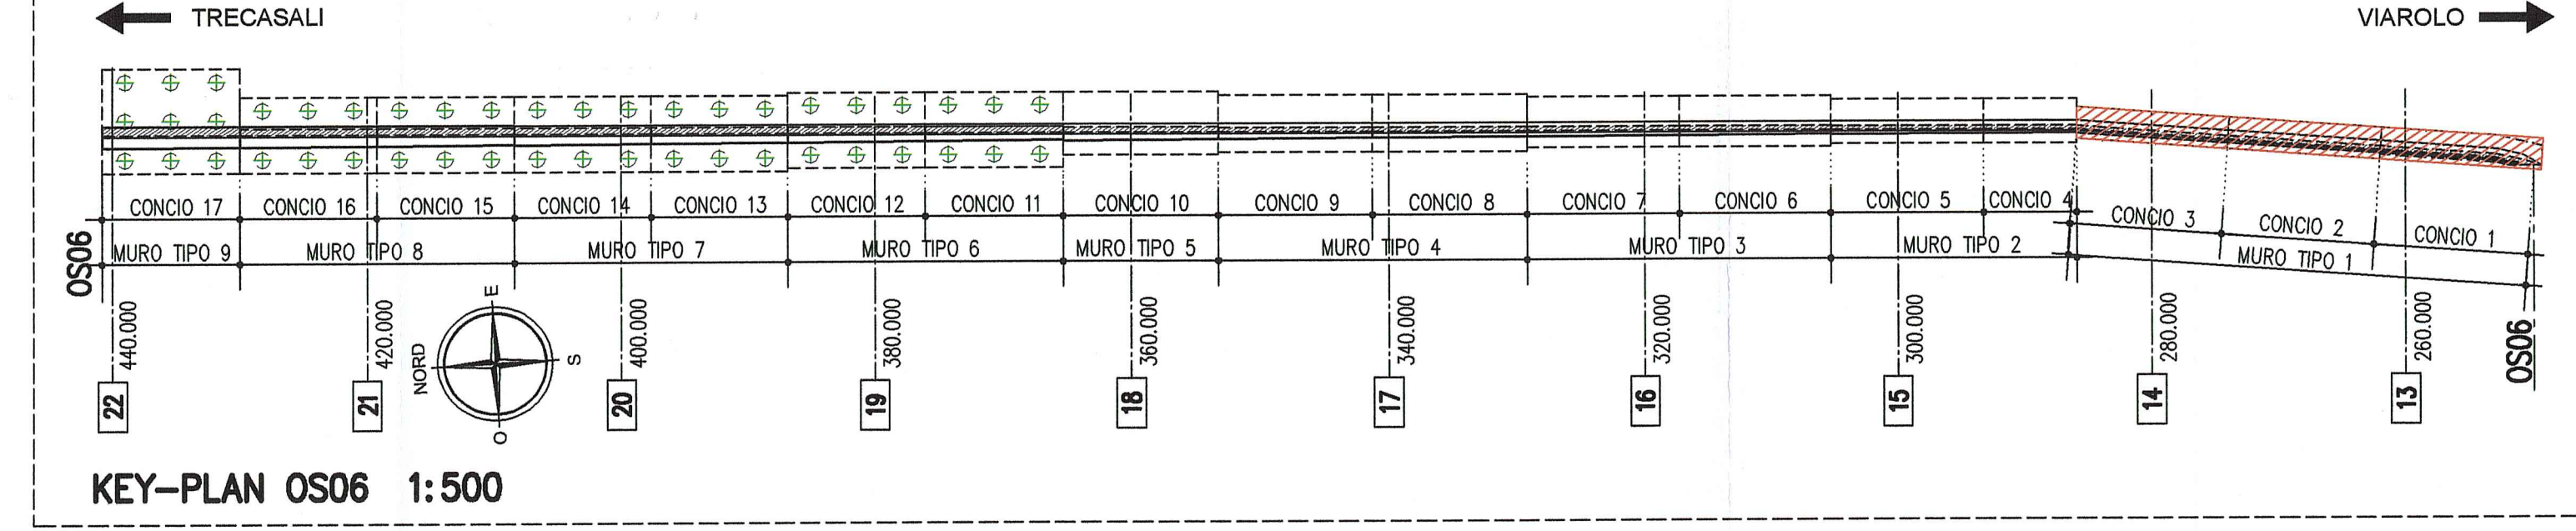 TRECASALI
VIAROLO
CONCIO 17 CONCIO 16 CONCIO 15 CONCIO 14 CONCIO 13 CONCIO 12 CONCIO 11 CONCIO 10 CONCIO 9 CONCIO 8 CONCIO 7 CONCIO 6 CONCIO 5 CONCIO 4 CONCIO 3 CONCIO 2 CONCIO 1
OS06
MURO TIPO 9 MURO TIPO 8 MURO TIPO 7 MURO TIPO 6 MURO TIPO 5 MURO TIPO 4 MURO TIPO 3 MURO TIPO 2 MURO TIPO 1
OS06
440.000 420.000 400.000 380.000 360.000 340.000 320.000 300.000 280.000 260.000
E
NORD
S
O
22 21 20 19 18 17 16 15 14 13
KEY-PLAN OS06 1:500